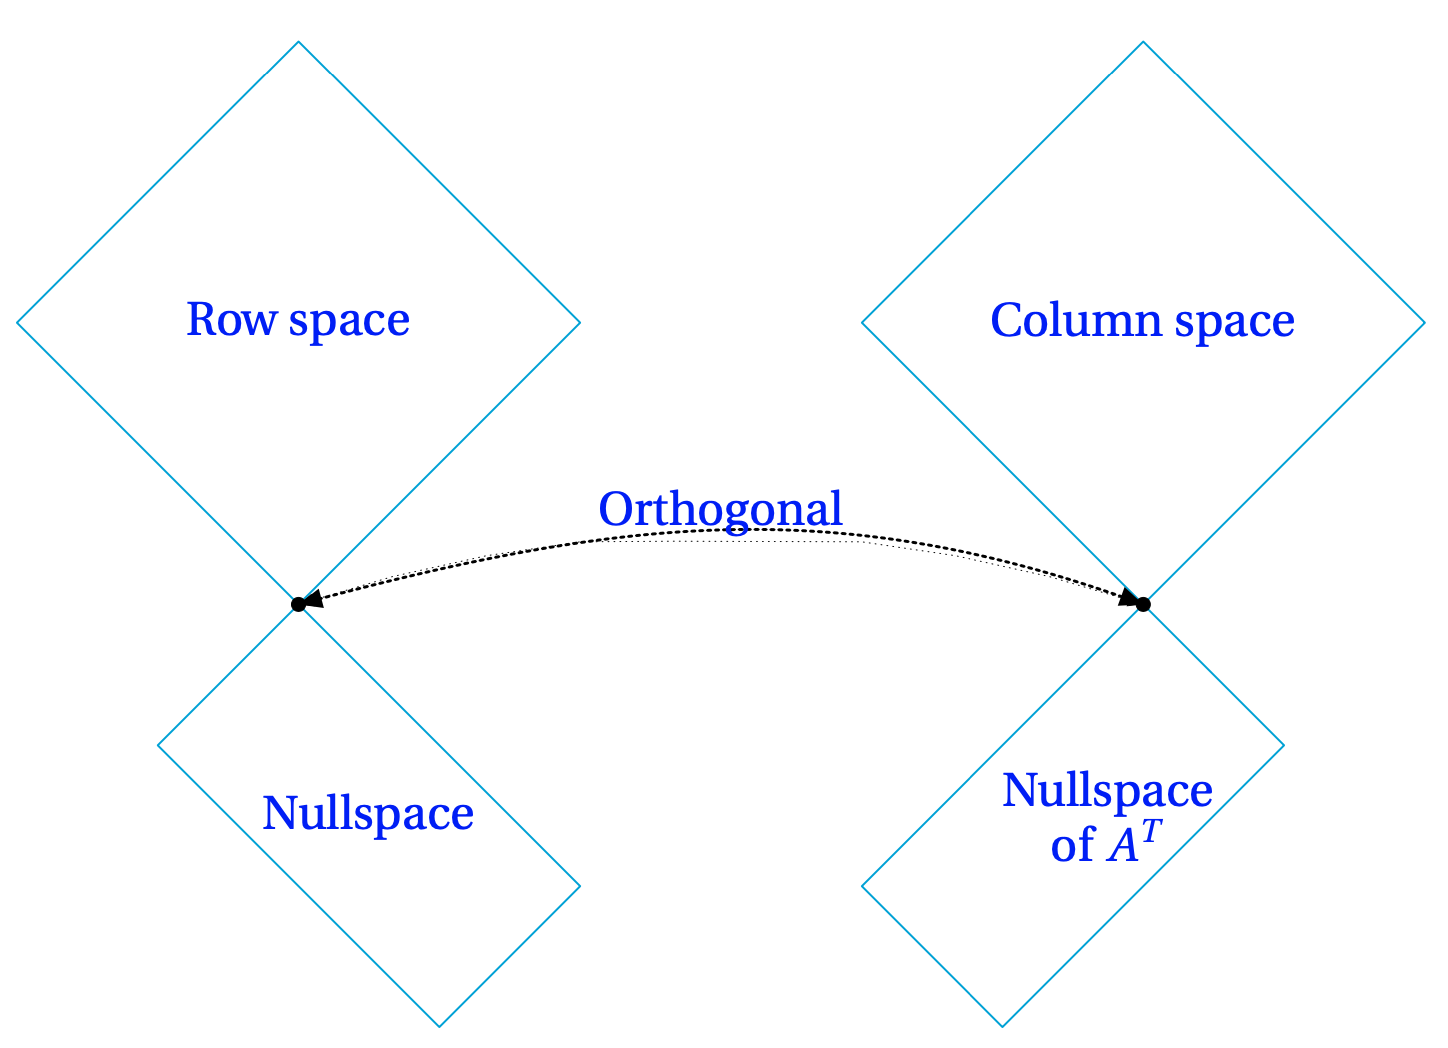 Row space
Column space
Orthogonal
Nullspace
Nullspace
of $A^T$